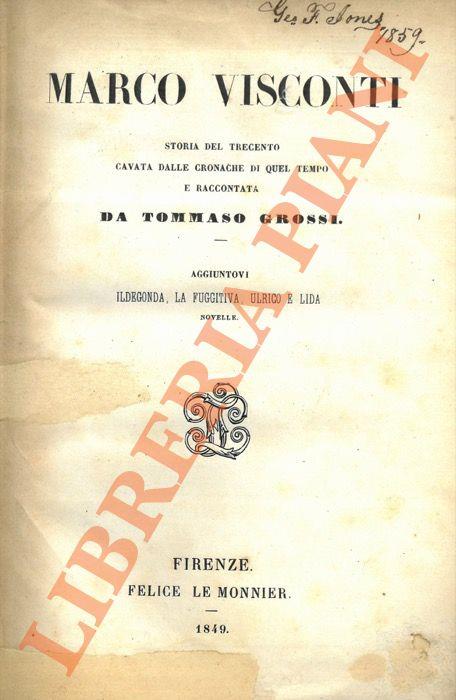 Geo F. Jones
1859.
MARCO VISCONTI
STORIA DEL TRECENTO
CAVATA DALLE CRONACHE DI QUEL TEMPO
E RACCONTATA
DA TOMMASO GROSSI.
AGGIUNTOVI
ILDEGONDA, LA FUGGITIVA, ULRICO E LIDA
NOVELLE.
FIRENZE.
FELICE LE MONNIER.
1849.
LIBRERIA PIANI